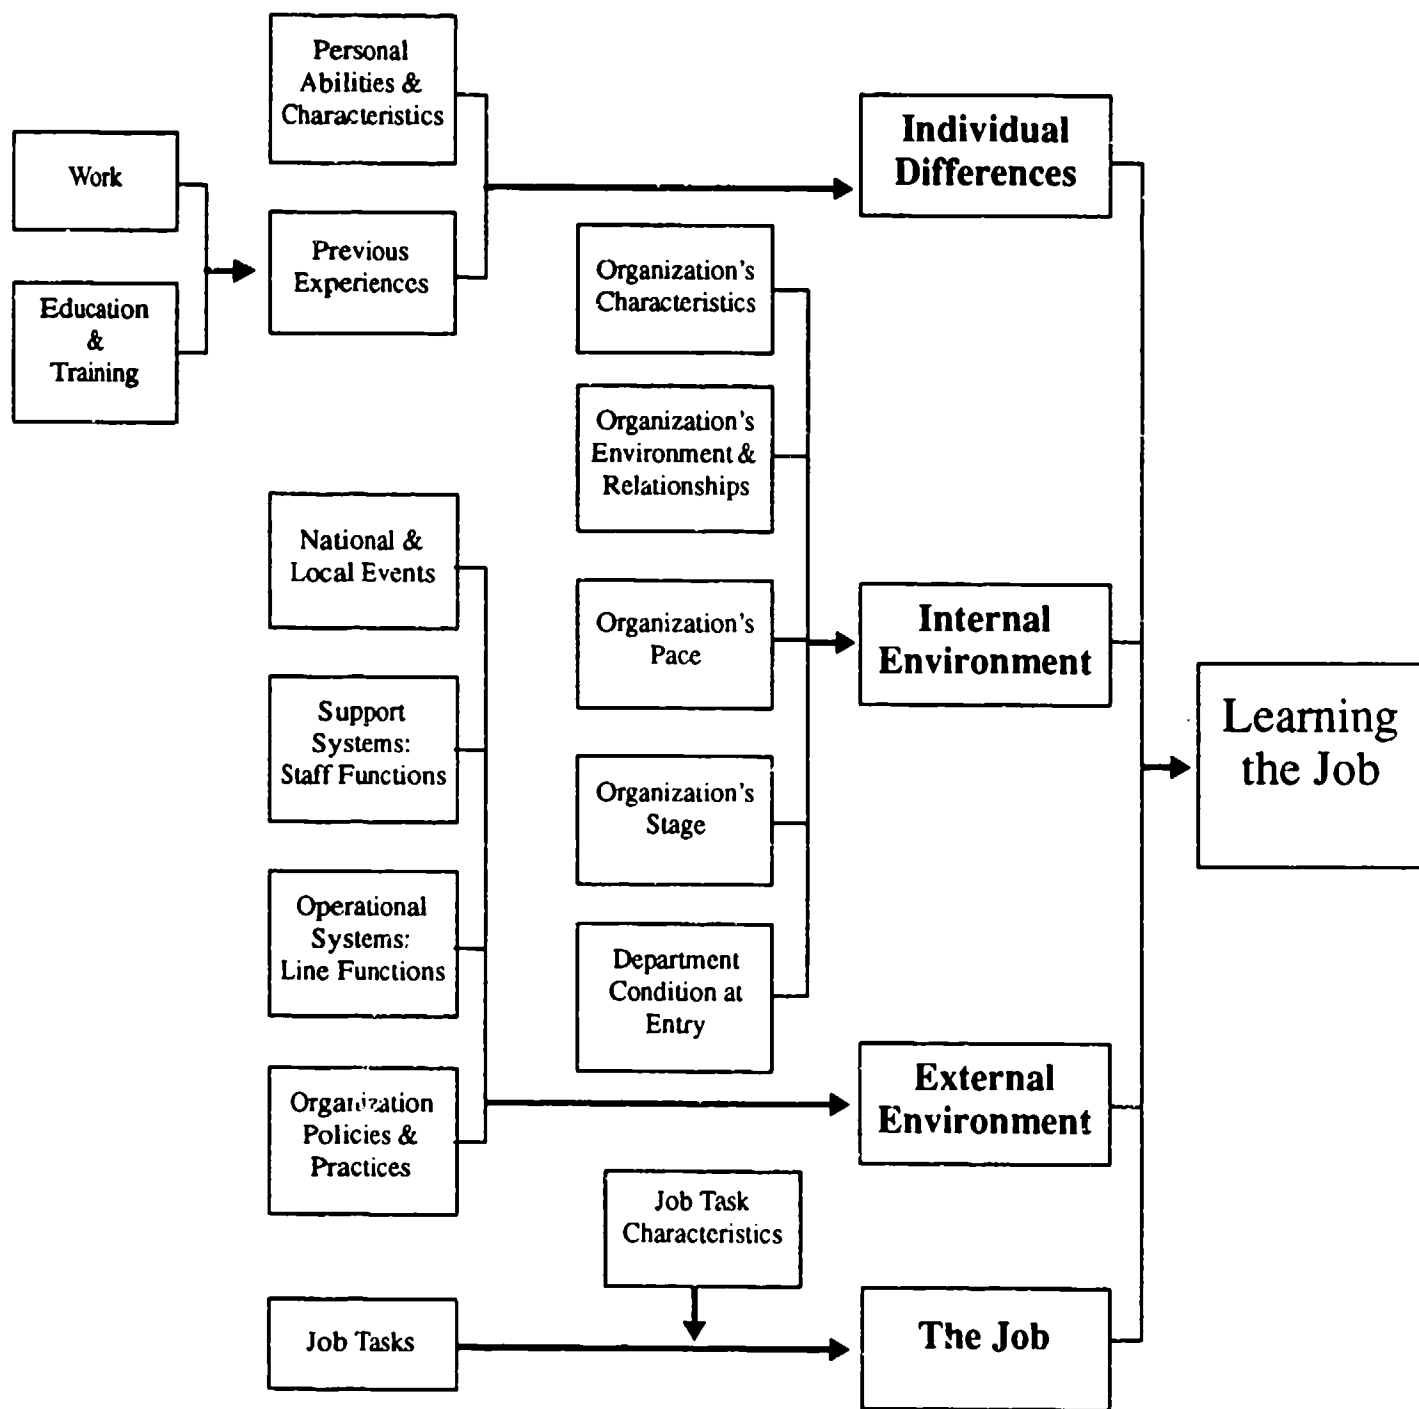 Personal
Abilities &
Characteristics
Work
Previous
Experiences
Education
&
Training
Individual
Differences
Organization's
Characteristics
Organization's
Environment &
Relationships
National &
Local Events
Organization's
Pace
Internal
Environment
Support
Systems:
Staff Functions
Learning
the Job
Organization's
Stage
Operational
Systems:
Line Functions
Department
Condition at
Entry
Organization
Policies &
Practices
External
Environment
Job Task
Characteristics
Job Tasks
The Job